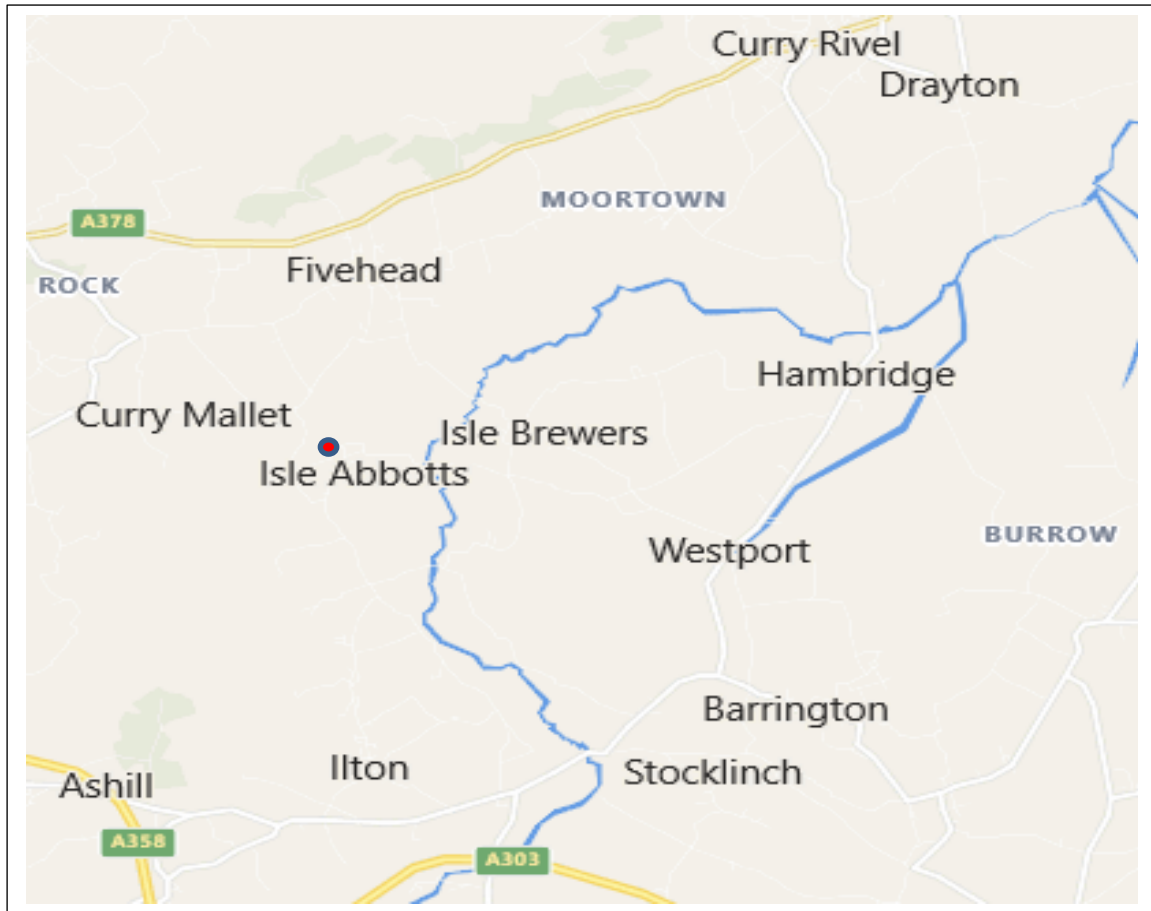 Curry Rivel
Drayton
MOORTOWN
A378
Fivehead
ROCK
Hambridge
Curry Mallet
Isle Brewers
Isle Abbotts
BURROW
Westport
Barrington
Ilton
Stocklinch
Ashill
A358
A303